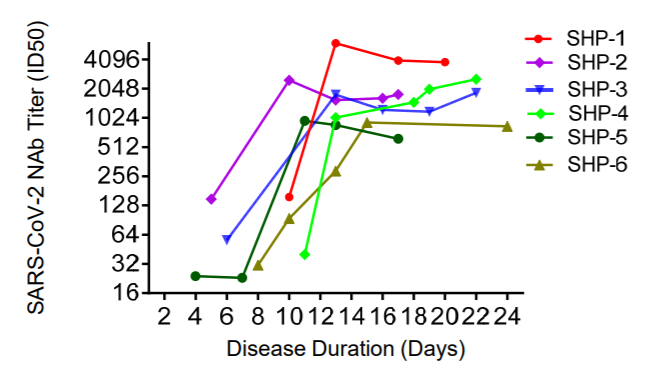 SARS-CoV-2 NAb Titer (ID50)
4096
2048
1024
512
256
128
64
32
16
2 4 6 8 10 12 14 16 18 20 22 24
Disease Duration (Days)
SHP-1
SHP-2
SHP-3
SHP-4
SHP-5
SHP-6